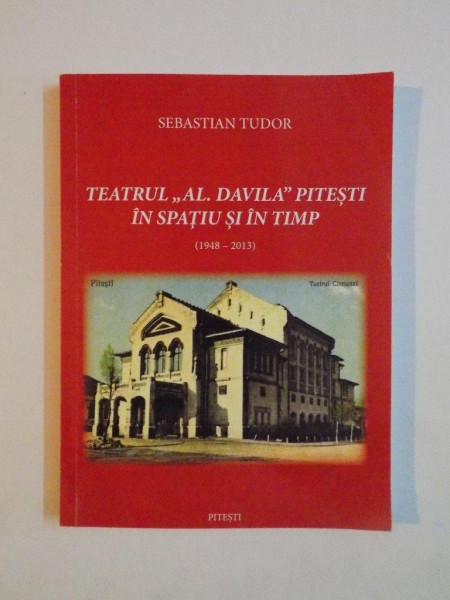 SEBASTIAN TUDOR
TEATRUL „AL. DAVILA” PITEȘTI
ÎN SPAȚIU ȘI ÎN TIMP
(1948 – 2013)
Pitești
Teatrul Comunal
PITEȘTI